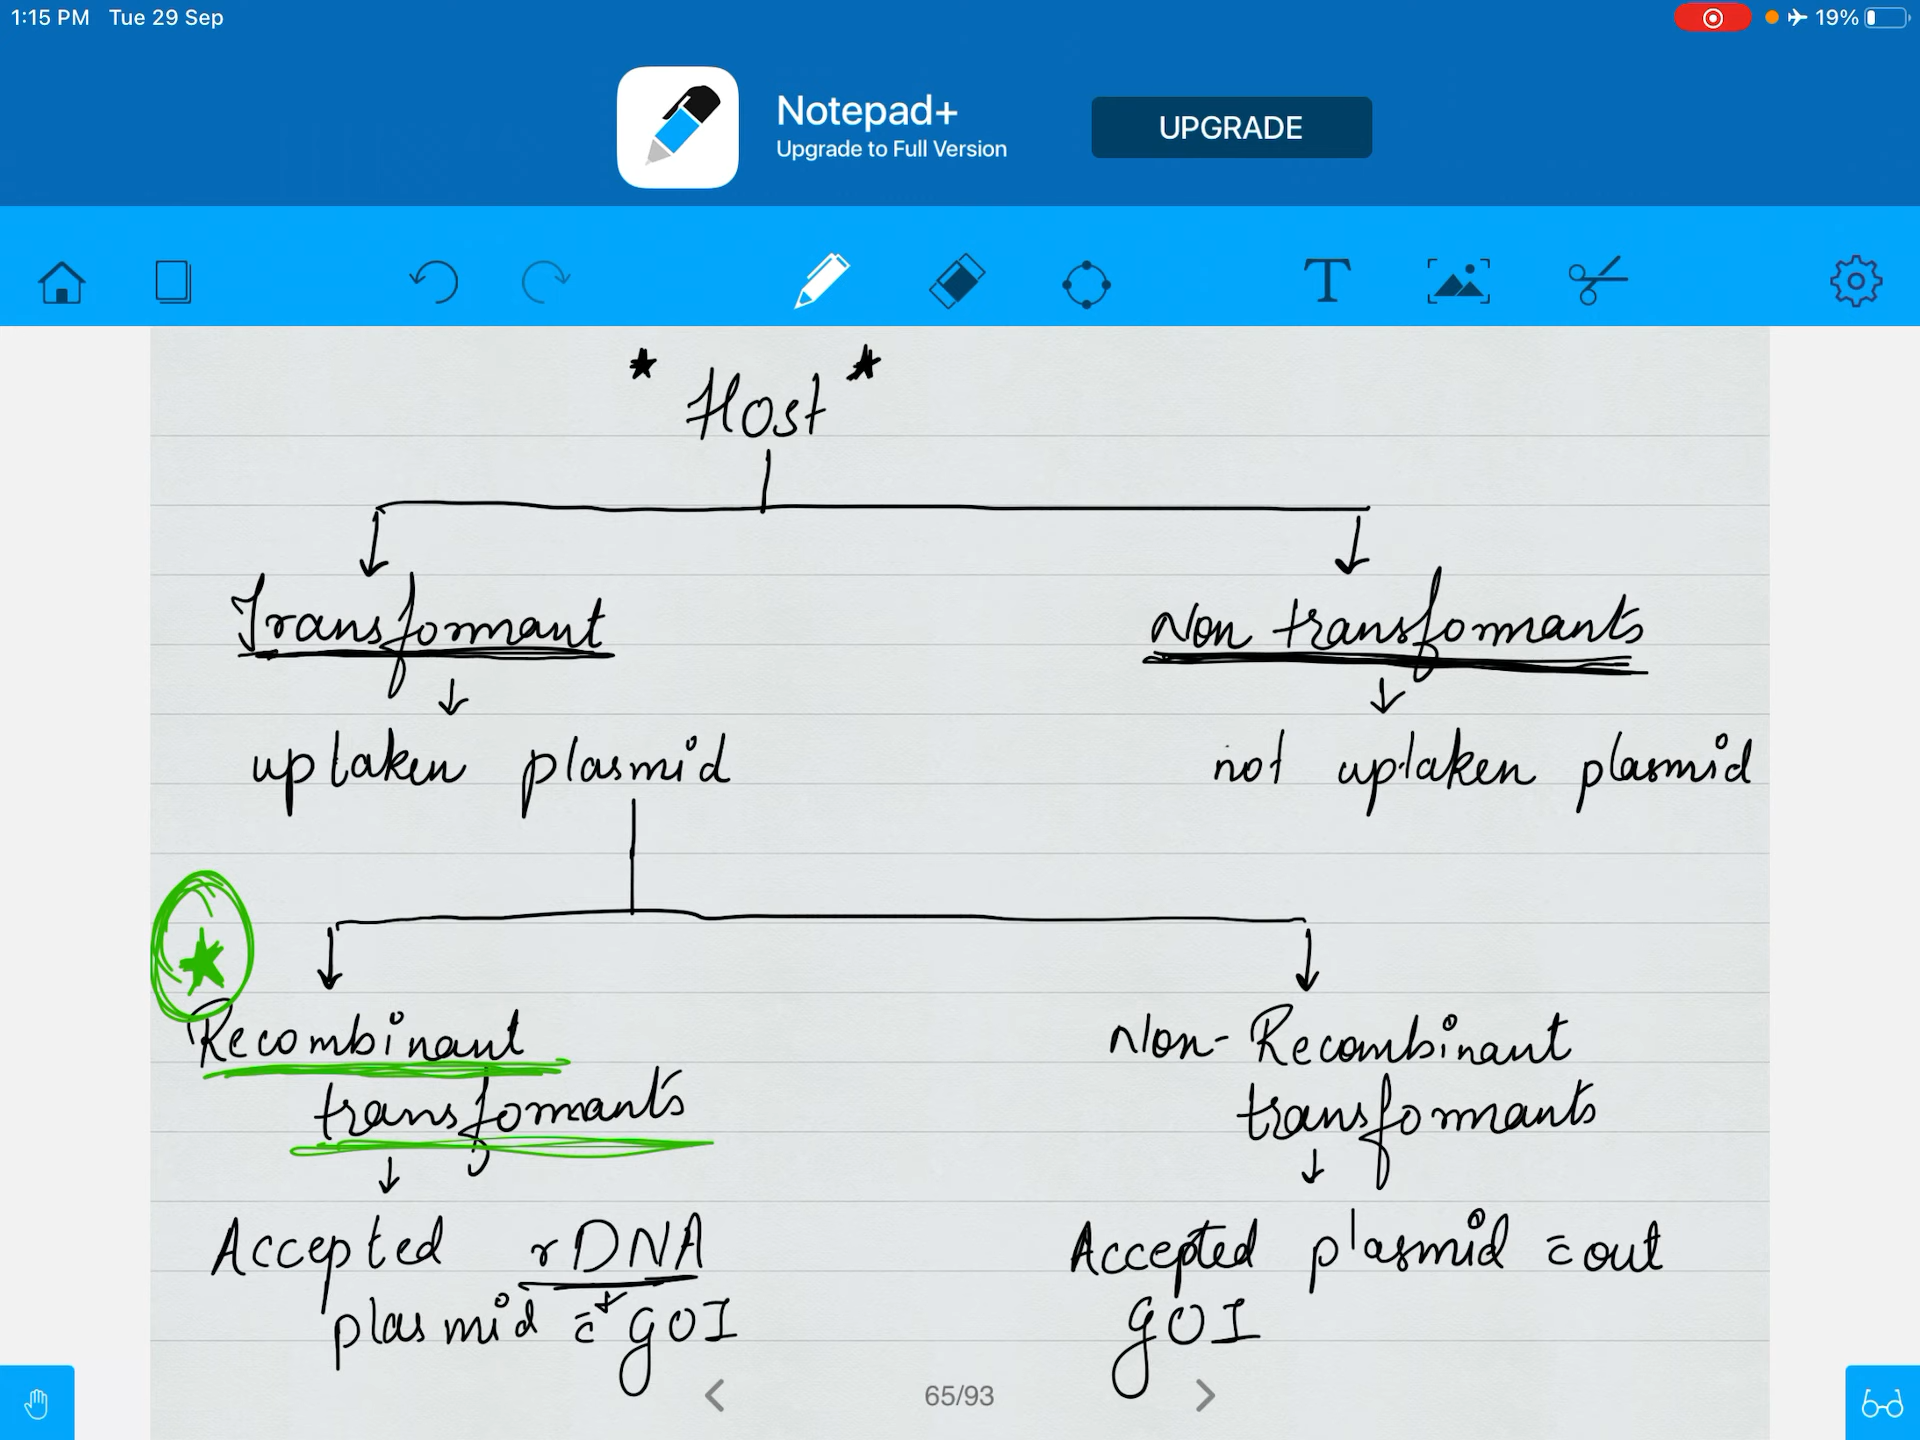 1:15 PM Tue 29 Sep 19%
Notepad+
Upgrade to Full Version
UPGRADE
T
* Host *
Transformant Non transformants
uptaken plasmid not uptaken plasmid
Recombinant Non-Recombinant
transformants transformants
Accepted rDNA Accepted plasmid c̄out
plasmid c̄ GOI GOI
65/93